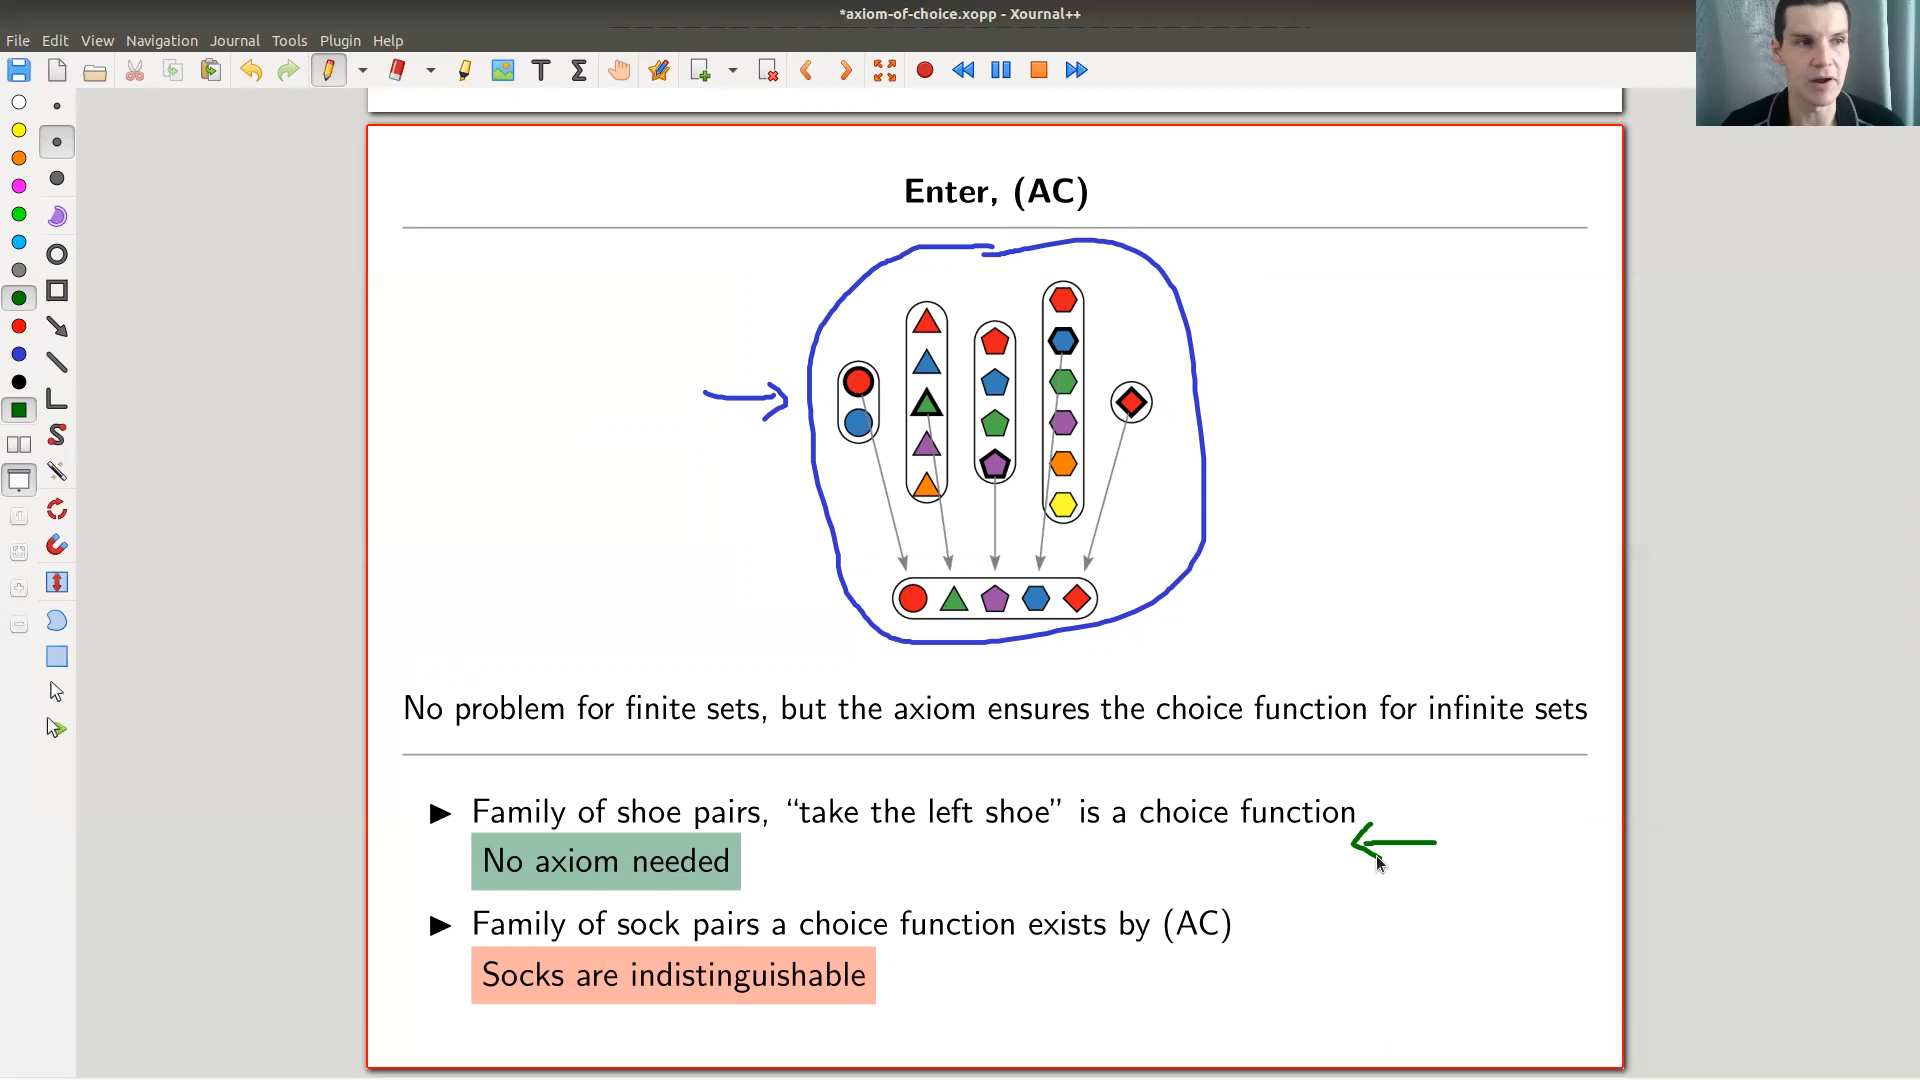 *axiom-of-choice.xopp - Xournal++
File Edit View Navigation Journal Tools Plugin Help
Enter, (AC)
No problem for finite sets, but the axiom ensures the choice function for infinite sets
▶ Family of shoe pairs, “take the left shoe” is a choice function
No axiom needed
▶ Family of sock pairs a choice function exists by (AC)
Socks are indistinguishable